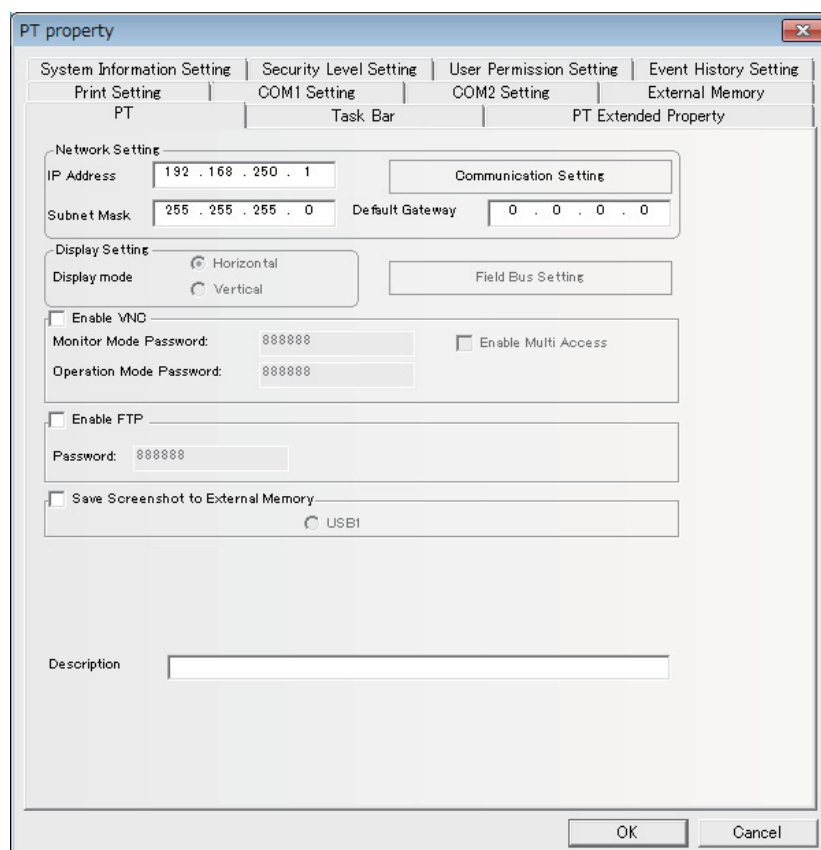 PT property
System Information Setting Security Level Setting User Permission Setting Event History Setting
Print Setting COM1 Setting COM2 Setting External Memory
PT Task Bar PT Extended Property
Network Setting
IP Address 192 . 168 . 250 . 1 Communication Setting
Subnet Mask 255 . 255 . 255 . 0 Default Gateway 0 . 0 . 0 . 0
Display Setting
Display mode Horizontal
Vertical
Field Bus Setting
Enable VNC
Monitor Mode Password: 888888 Enable Multi Access
Operation Mode Password: 888888
Enable FTP
Password: 888888
Save Screenshot to External Memory
USB1
Description
OK Cancel